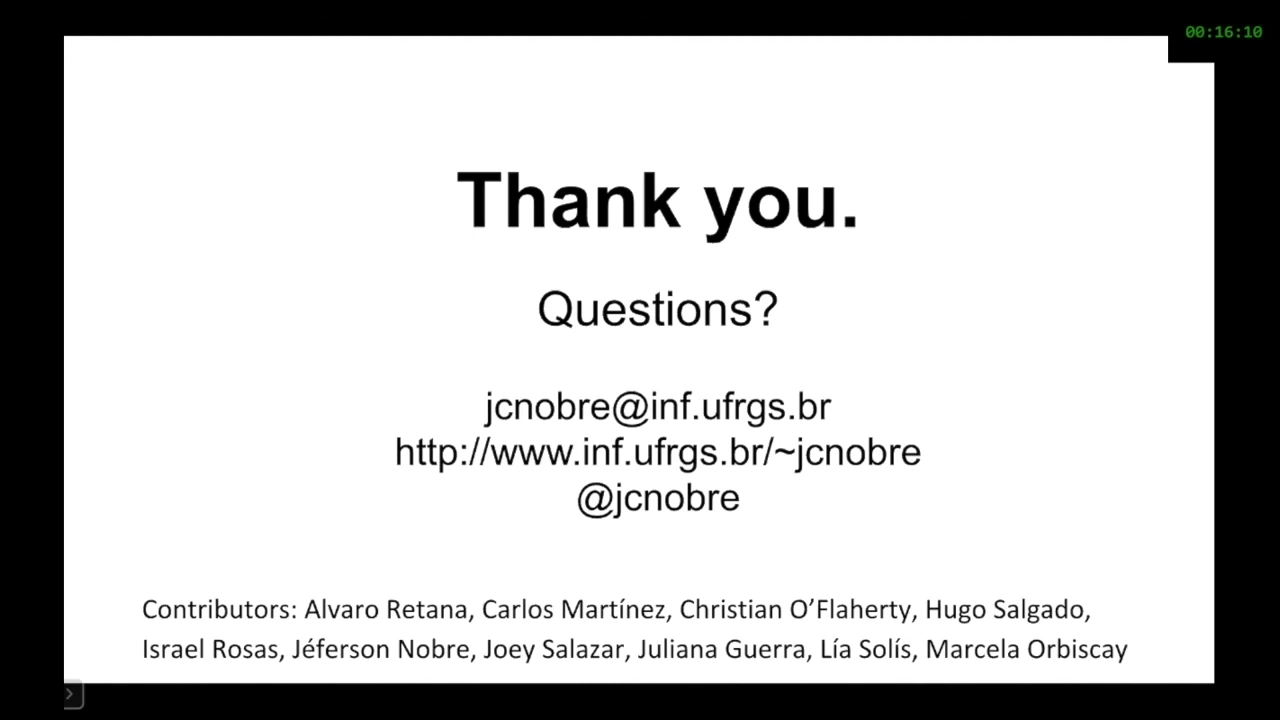 00:16:10
Thank you.
Questions?
jcnobre@inf.ufrgs.br
http://www.inf.ufrgs.br/~jcnobre
@jcnobre
Contributors: Alvaro Retana, Carlos Martínez, Christian O’Flaherty, Hugo Salgado,
Israel Rosas, Jéferson Nobre, Joey Salazar, Juliana Guerra, Lía Solís, Marcela Orbiscay